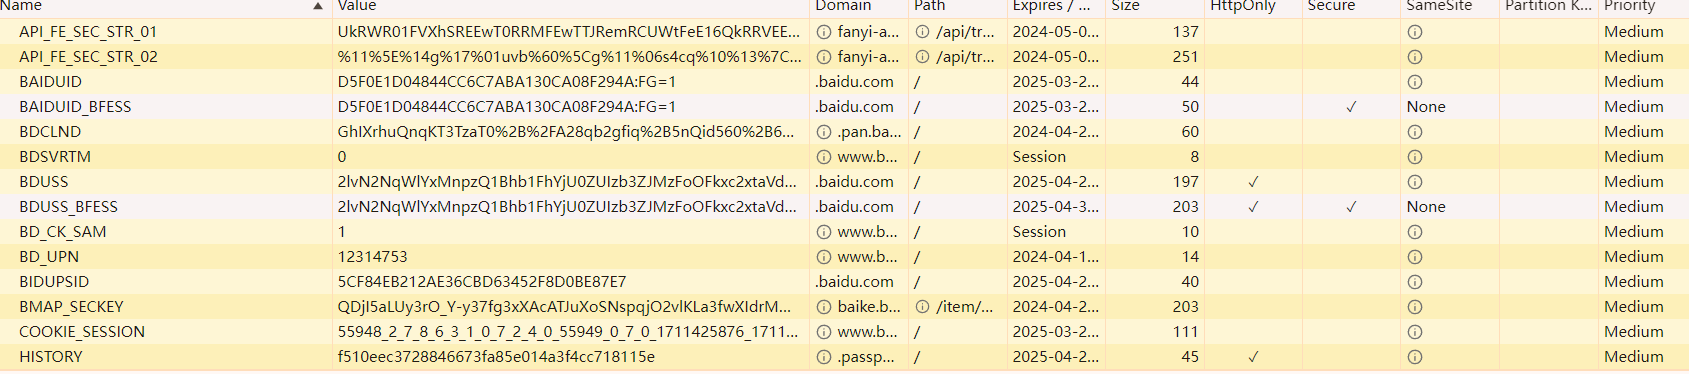 Name Value Domain Path Expires / ... Size HttpOnly Secure SameSite Partition K... Priority
API_FE_SEC_STR_01 UkRWR01FVXhSREEwT0RRMFEwTTJRemRCUWtFeE16QkRRVEE... fanyi-a... /api/tr... 2024-05-0... 137 Medium
API_FE_SEC_STR_02 %11%5E%14g%17%01uvb%60%5Cg%11%06s4cq%10%13%7C... fanyi-a... /api/tr... 2024-05-0... 251 Medium
BAIDUID D5F0E1D04844CC6C7ABA130CA08F294A:FG=1 .baidu.com / 2025-03-2... 44 Medium
BAIDUID_BFESS D5F0E1D04844CC6C7ABA130CA08F294A:FG=1 .baidu.com / 2025-03-2... 50 ✓ None Medium
BDCLND GhIXrhuQnqKT3TzaT0%2B%2FA28qb2gfiq%2B5nQid560%2B6... .pan.ba... / 2024-04-2... 60 Medium
BDSVRTM 0 www.b... / Session 8 Medium
BDUSS 2lvN2NqWlYxMnpzQ1Bhb1FhYjU0ZUIzb3ZJMzFoOFkxc2xtaVd... .baidu.com / 2025-04-2... 197 ✓ Medium
BDUSS_BFESS 2lvN2NqWlYxMnpzQ1Bhb1FhYjU0ZUIzb3ZJMzFoOFkxc2xtaVd... .baidu.com / 2025-04-3... 203 ✓ ✓ None Medium
BD_CK_SAM 1 www.b... / Session 10 Medium
BD_UPN 12314753 www.b... / 2024-04-1... 14 Medium
BIDUPSID 5CF84EB212AE36CBD63452F8D0BE87E7 .baidu.com / 2025-04-2... 40 Medium
BMAP_SECKEY QDjI5aLUy3rO_Y-y37fg3xXAcATJuXoSNspqjO2vlKLa3fwXIdrM... baike.b... /item/... 2024-04-2... 203 Medium
COOKIE_SESSION 55948_2_7_8_6_3_1_0_7_2_4_0_55949_0_7_0_1711425876_1711... www.b... / 2025-03-2... 111 Medium
HISTORY f510eec3728846673fa85e014a3f4cc718115e .passp... / 2025-04-2... 45 ✓ Medium